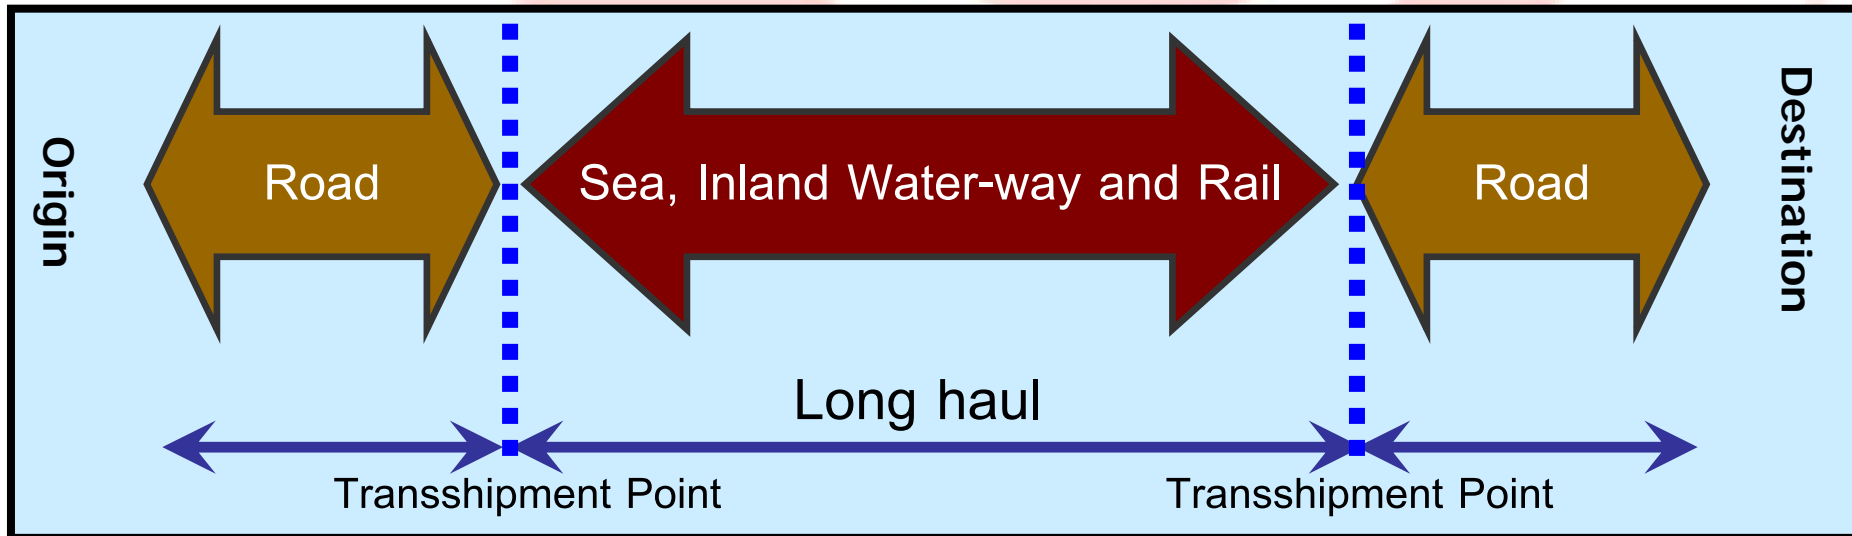 Origin
Road
Sea, Inland Water-way and Rail
Road
Destination
Long haul
Transshipment Point
Transshipment Point